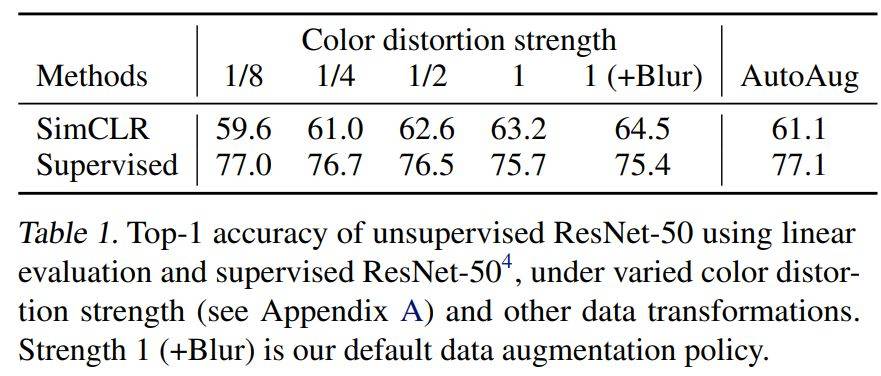 Color distortion strength
Methods 1/8 1/4 1/2 1 1 (+Blur) AutoAug
SimCLR 59.6 61.0 62.6 63.2 64.5 61.1
Supervised 77.0 76.7 76.5 75.7 75.4 77.1
Table 1. Top-1 accuracy of unsupervised ResNet-50 using linear
evaluation and supervised ResNet-50⁴, under varied color distor-
tion strength (see Appendix A) and other data transformations.
Strength 1 (+Blur) is our default data augmentation policy.